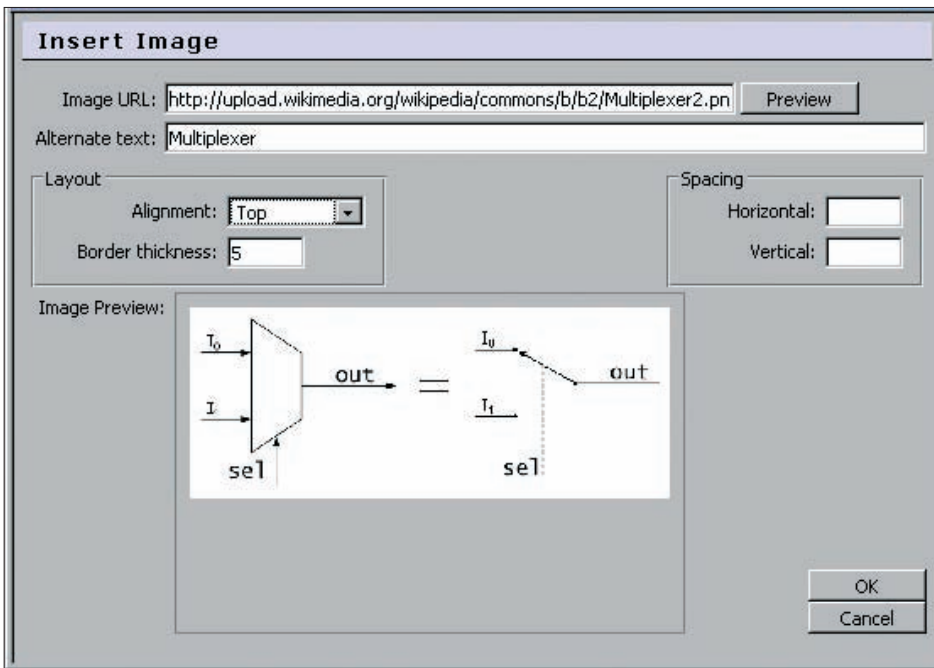 Insert Image
Image URL: http://upload.wikimedia.org/wikipedia/commons/b/b2/Multiplexer2.pn Preview
Alternate text: Multiplexer
Layout
Alignment: Top
Border thickness: 5
Spacing
Horizontal:
Vertical:
Image Preview:
I₀
I
out
sel
=
I₀
I₁
out
sel
OK
Cancel